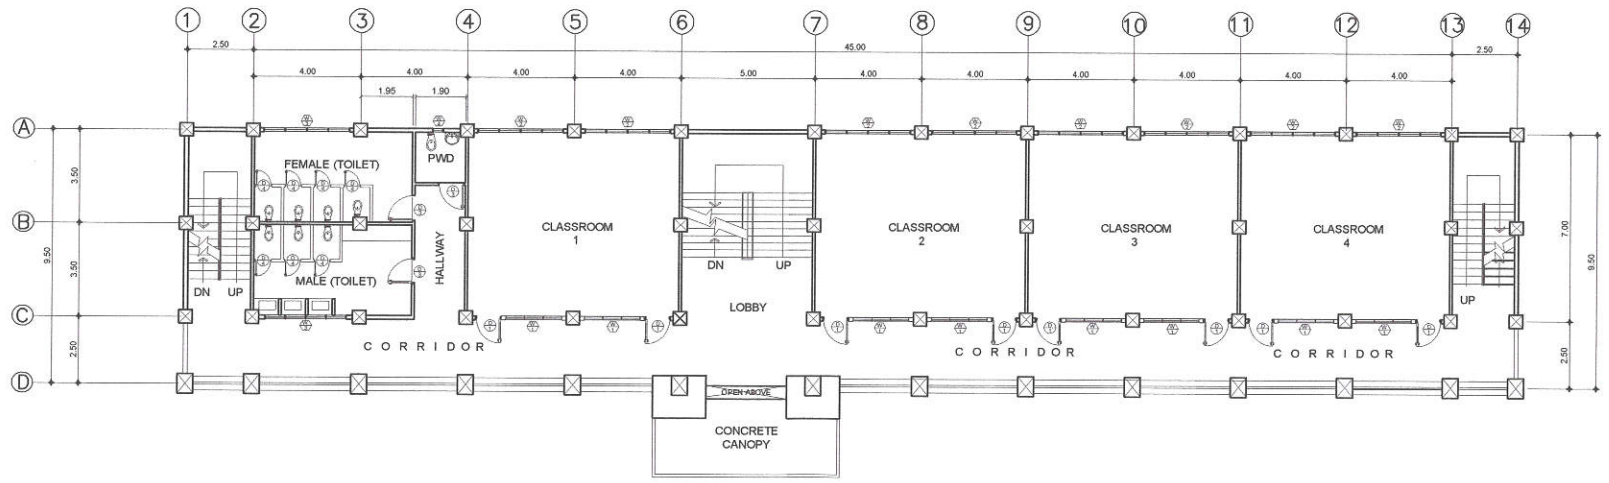 1 2 3 4 5 6 7 8 9 10 11 12 13 14
2.50 45.00 2.50
4.00 4.00 4.00 4.00 5.00 4.00 4.00 4.00 4.00 4.00 4.00
1.95 1.90
A
FEMALE (TOILET) PWD
3.50
B
CLASSROOM
1
CLASSROOM
2
CLASSROOM
3
CLASSROOM
4
7.00
9.50
HALLWAY
9.50
3.50
DN UP
MALE (TOILET)
DN UP
LOBBY
UP
C
2.50
CORRIDOR
CORRIDOR
CORRIDOR
2.50
D
OPEN ABOVE
CONCRETE
CANOPY